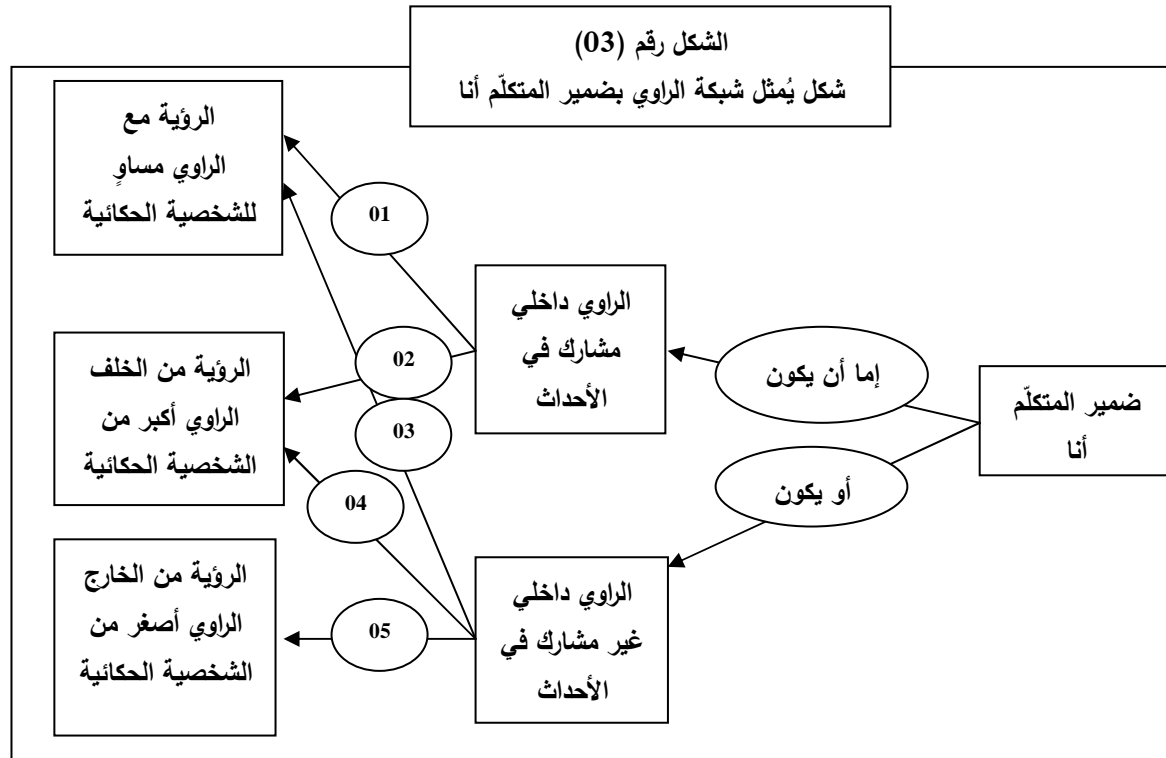 الشكل رقم (03)
شكل يُمثل شبكة الراوي بضمير المتكلّم أنا
ضمير المتكلّم
أنا
إما أن يكون
أو يكون
الراوي داخلي
مشارك في
الأحداث
الراوي داخلي
غير مشارك في
الأحداث
01
02
03
04
05
الرؤية مع
الراوي مساوٍ
للشخصية الحكائية
الرؤية من الخلف
الراوي أكبر من
الشخصية الحكائية
الرؤية من الخارج
الراوي أصغر من
الشخصية الحكائية